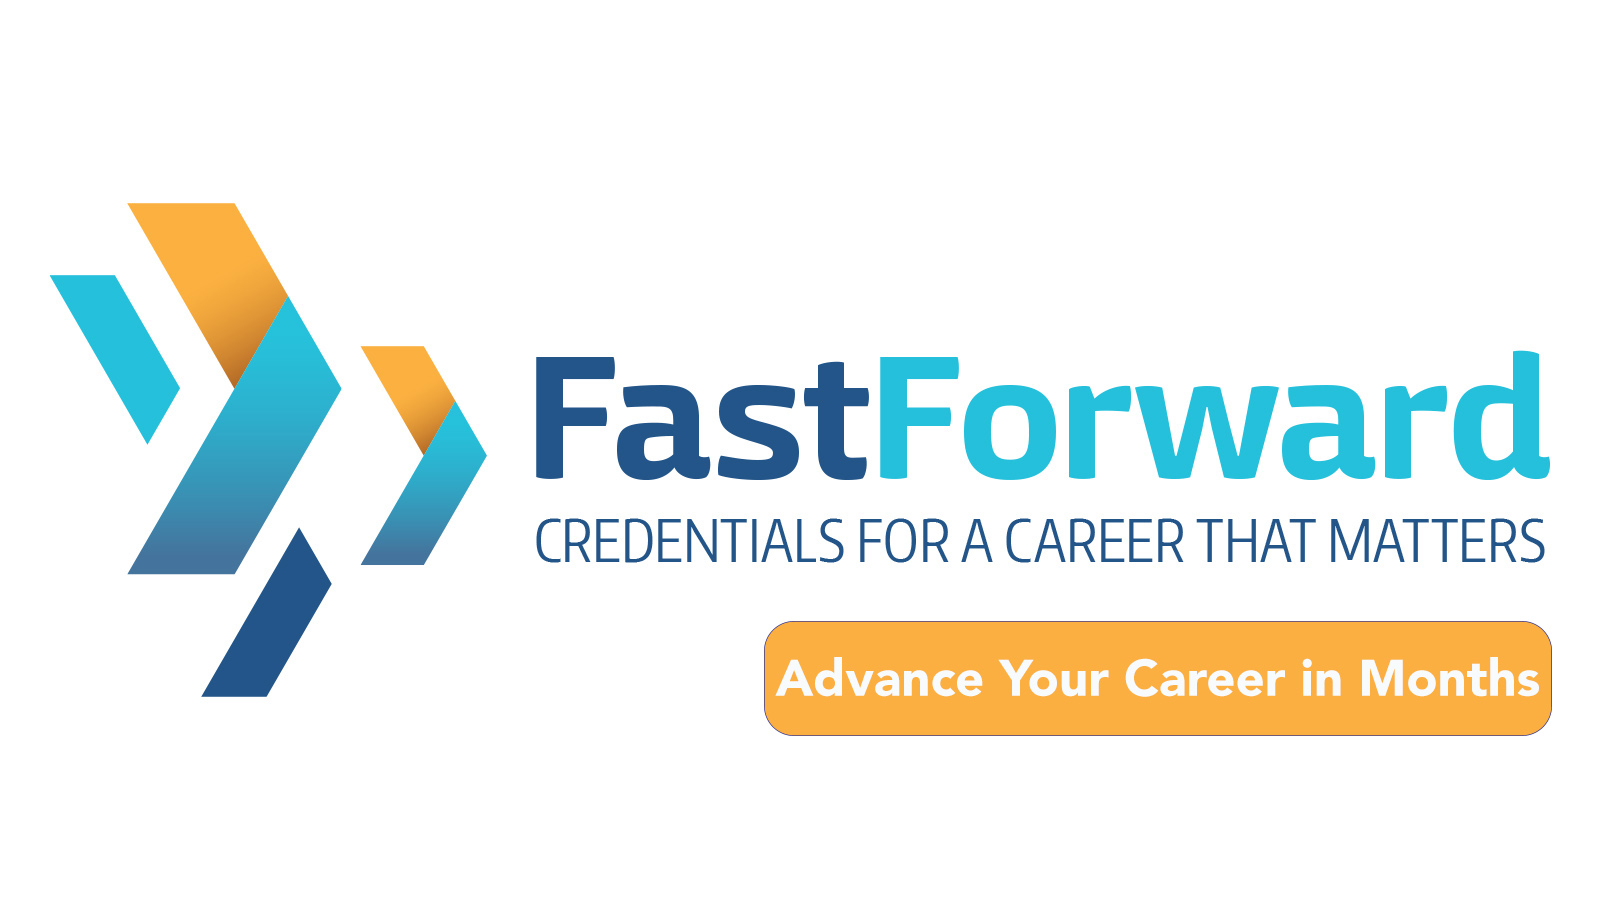 FastForward
CREDENTIALS FOR A CAREER THAT MATTERS
Advance Your Career in Months